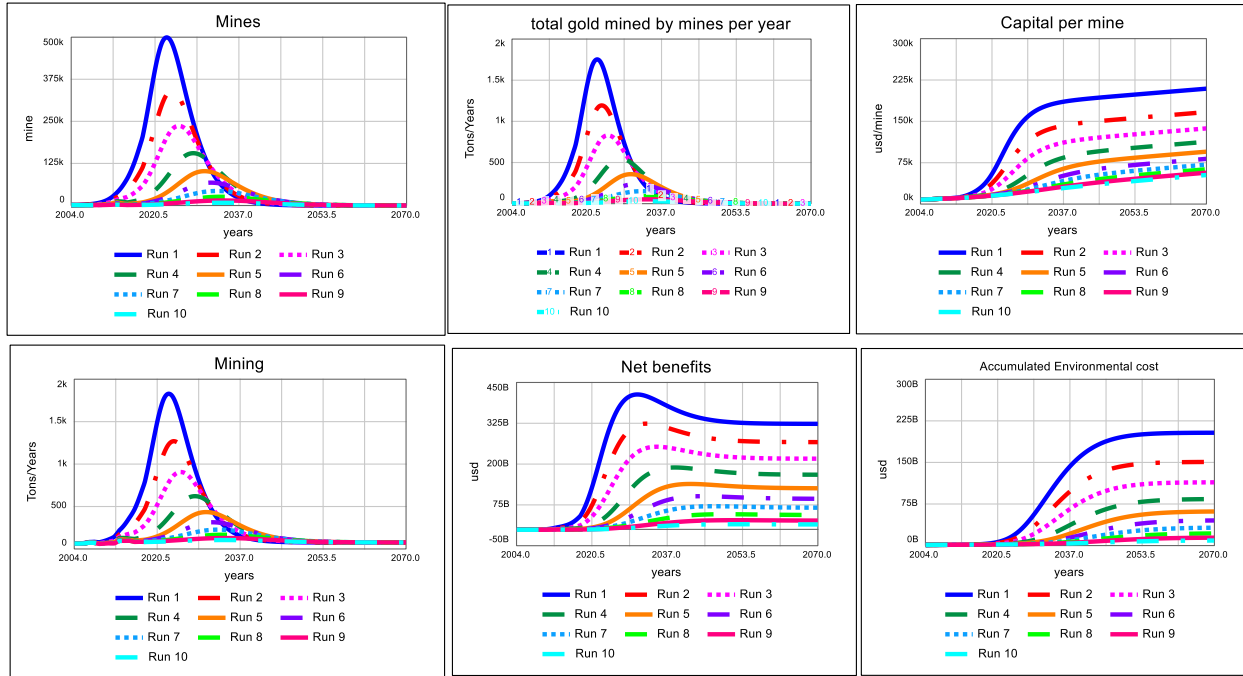 Mines
500k
375k
250k
125k
0
mine
2004.0 2020.5 2037.0 2053.5 2070.0
years
Run 1 Run 2 Run 3
Run 4 Run 5 Run 6
Run 7 Run 8 Run 9
Run 10
total gold mined by mines per year
2k
1.5k
1k
500
0
Tons/Years
2004.0 2020.5 2037.0 2053.5 2070.0
years
1 Run 1 2 Run 2 3 Run 3
4 Run 4 5 Run 5 6 Run 6
7 Run 7 8 Run 8 9 Run 9
10 Run 10
Capital per mine
300k
225k
150k
75k
0k
usd/mine
2004.0 2020.5 2037.0 2053.5 2070.0
years
Run 1 Run 2 Run 3
Run 4 Run 5 Run 6
Run 7 Run 8 Run 9
Run 10
Mining
2k
1.5k
1k
500
0
Tons/Years
2004.0 2020.5 2037.0 2053.5 2070.0
years
Run 1 Run 2 Run 3
Run 4 Run 5 Run 6
Run 7 Run 8 Run 9
Run 10
Net benefits
450B
325B
200B
75B
-50B
usd
2004.0 2020.5 2037.0 2053.5 2070.0
years
Run 1 Run 2 Run 3
Run 4 Run 5 Run 6
Run 7 Run 8 Run 9
Run 10
Accumulated Environmental cost
300B
225B
150B
75B
0B
usd
2004.0 2020.5 2037.0 2053.5 2070.0
years
Run 1 Run 2 Run 3
Run 4 Run 5 Run 6
Run 7 Run 8 Run 9
Run 10